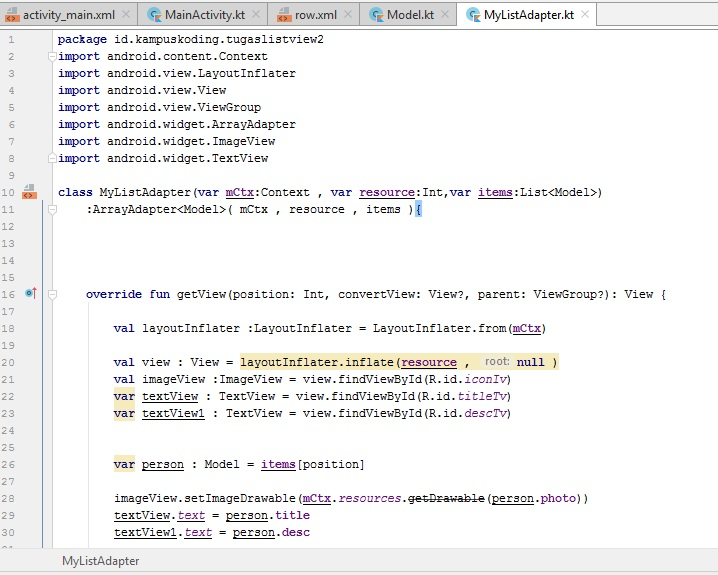 activity_main.xml × MainActivity.kt × row.xml × Model.kt × MyListAdapter.kt ×
1 package id.kampuskoding.tugaslistview2
2 import android.content.Context
3 import android.view.LayoutInflater
4 import android.view.View
5 import android.view.ViewGroup
6 import android.widget.ArrayAdapter
7 import android.widget.ImageView
8 import android.widget.TextView
9
10 class MyListAdapter(var mCtx:Context , var resource:Int,var items:List<Model>)
11 :ArrayAdapter<Model>( mCtx , resource , items ){
12
13
14
15
16 override fun getView(position: Int, convertView: View?, parent: ViewGroup?): View {
17
18 val layoutInflater :LayoutInflater = LayoutInflater.from(mCtx)
19
20 val view : View = layoutInflater.inflate(resource , root: null )
21 val imageView :ImageView = view.findViewById(R.id.iconIv)
22 var textView : TextView = view.findViewById(R.id.titleTv)
23 var textView1 : TextView = view.findViewById(R.id.descTv)
24
25
26 var person : Model = items[position]
27
28 imageView.setImageDrawable(mCtx.resources.getDrawable(person.photo))
29 textView.text = person.title
30 textView1.text = person.desc
31
MyListAdapter